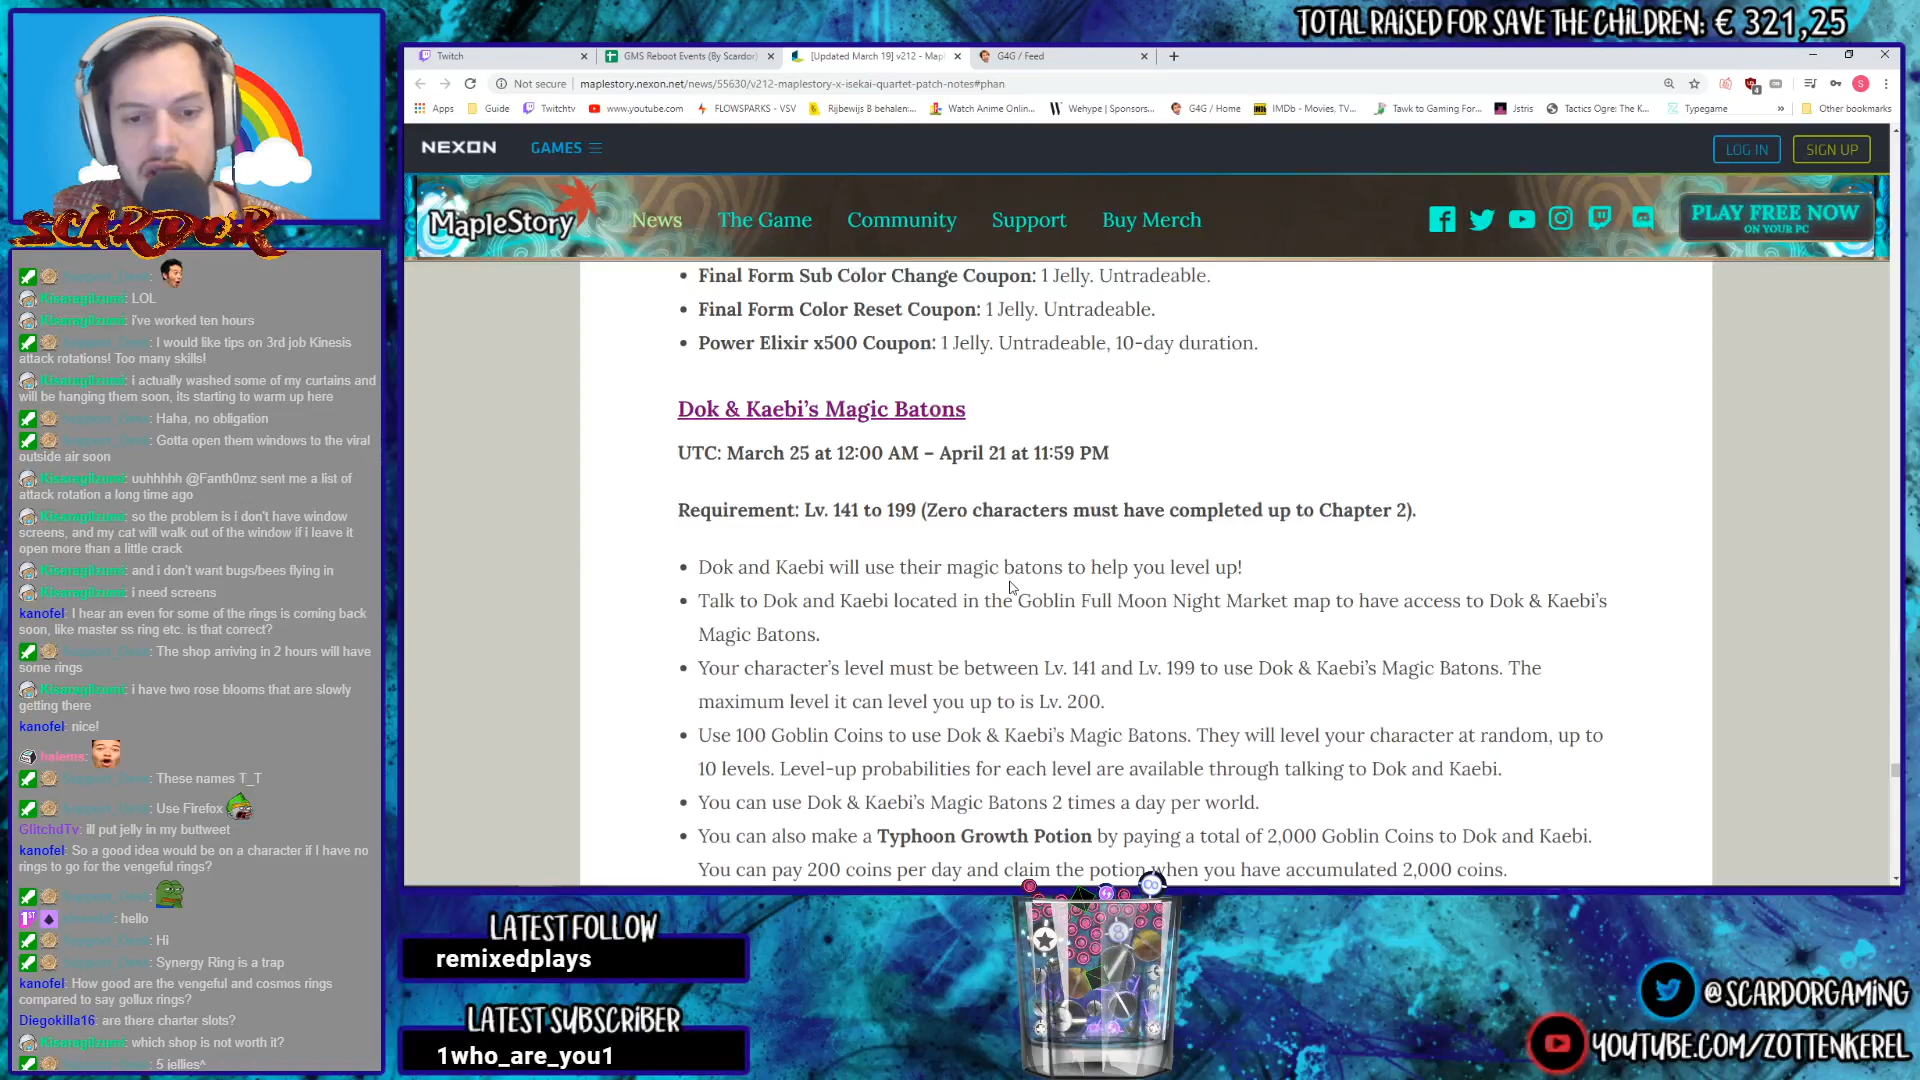 TOTAL RAISED FOR SAVE THE CHILDREN: € 321,25
Twitch
GMS Reboot Events (By Scardor)
[Updated March 19] v212 - Mapl
G4G / Feed
Not secure
maplestory.nexon.net/news/55630/v212-maplestory-x-isekai-quartet-patch-notes#phan
Apps
Guide
Twitchtv
www.youtube.com
FLOWSPARKS - VSV
Rijbewijs B behalen:...
Watch Anime Onlin...
Wehype | Sponsors...
G4G / Home
IMDb - Movies, TV...
Tawk to Gaming For...
Jstris
Tactics Ogre: The K...
Typegame
Other bookmarks
NEXON
GAMES
LOG IN
SIGN UP
MapleStory
News
The Game
Community
Support
Buy Merch
PLAY FREE NOW
ON YOUR PC
Final Form Sub Color Change Coupon: 1 Jelly. Untradeable.
Final Form Color Reset Coupon: 1 Jelly. Untradeable.
Power Elixir x500 Coupon: 1 Jelly. Untradeable, 10-day duration.
Dok & Kaebi's Magic Batons
UTC: March 25 at 12:00 AM – April 21 at 11:59 PM
Requirement: Lv. 141 to 199 (Zero characters must have completed up to Chapter 2).
Dok and Kaebi will use their magic batons to help you level up!
Talk to Dok and Kaebi located in the Goblin Full Moon Night Market map to have access to Dok & Kaebi's
Magic Batons.
Your character's level must be between Lv. 141 and Lv. 199 to use Dok & Kaebi's Magic Batons. The
maximum level it can level you up to is Lv. 200.
Use 100 Goblin Coins to use Dok & Kaebi's Magic Batons. They will level your character at random, up to
10 levels. Level-up probabilities for each level are available through talking to Dok and Kaebi.
You can use Dok & Kaebi's Magic Batons 2 times a day per world.
You can also make a Typhoon Growth Potion by paying a total of 2,000 Goblin Coins to Dok and Kaebi.
You can pay 200 coins per day and claim the potion when you have accumulated 2,000 coins.
SCARDOR
KisaragiIzumi: LOL
KisaragiIzumi: i've worked ten hours
I would like tips on 3rd job Kinesis
attack rotations! Too many skills!
KisaragiIzumi: i actually washed some of my curtains and
will be hanging them soon, its starting to warm up here
Haha, no obligation
Gotta open them windows to the viral
outside air soon
KisaragiIzumi: uuhhhhh @Fanth0mz sent me a list of
attack rotation a long time ago
KisaragiIzumi: so the problem is i don't have window
screens, and my cat will walk out of the window if i leave it
open more than a little crack
KisaragiIzumi: and i don't want bugs/bees flying in
KisaragiIzumi: i need screens
kanofel: I hear an even for some of the rings is coming back
soon, like master ss ring etc. is that correct?
The shop arriving in 2 hours will have
some rings
KisaragiIzumi: i have two rose blooms that are slowly
getting there
kanofel: nice!
halems:
These names T_T
Use Firefox
GlitchdTv: ill put jelly in my buttweet
kanofel: So a good idea would be on a character if I have no
rings to go for the vengeful rings?
1ST
hello
Hi
Synergy Ring is a trap
kanofel: How good are the vengeful and cosmos rings
compared to say gollux rings?
Diegokilla16: are there charter slots?
KisaragiIzumi: which shop is not worth it?
5 jellies^
LATEST FOLLOW
remixedplays
LATEST SUBSCRIBER
1who_are_you1
@SCARDORGAMING
YOUTUBE.COM/ZOTTENKEREL